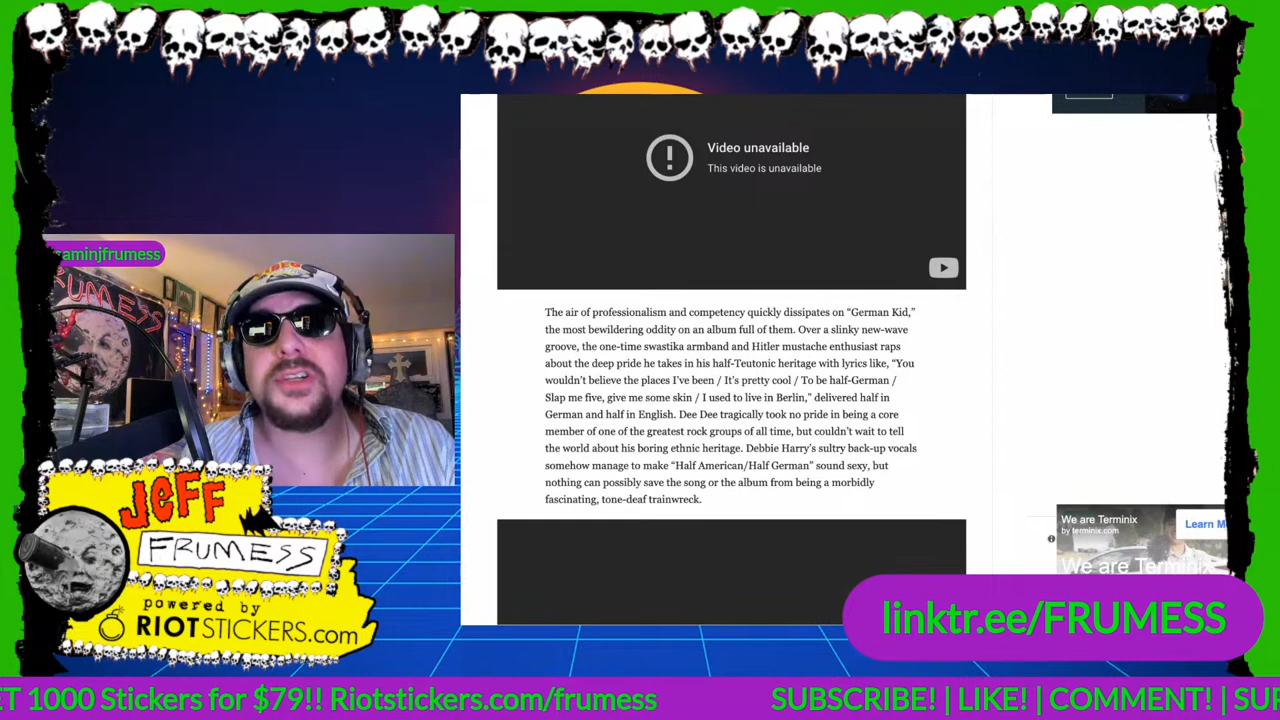 Video unavailable
This video is unavailable
aminjfrumess
FRUMESS
The air of professionalism and competency quickly dissipates on “German Kid,”
the most bewildering oddity on an album full of them. Over a slinky new-wave
groove, the one-time swastika armband and Hitler mustache enthusiast raps
about the deep pride he takes in his half-Teutonic heritage with lyrics like, “You
wouldn’t believe the places I’ve been / It’s pretty cool / To be half-German /
Slap me five, give me some skin / I used to live in Berlin,” delivered half in
German and half in English. Dee Dee tragically took no pride in being a core
member of one of the greatest rock groups of all time, but couldn’t wait to tell
the world about his boring ethnic heritage. Debbie Harry’s sultry back-up vocals
somehow manage to make “Half American/Half German” sound sexy, but
nothing can possibly save the song or the album from being a morbidly
fascinating, tone-deaf trainwreck.
We are Terminix
by terminix.com
Learn M
We are Terminix
JEFF
FRUMESS
powered by
RIOTSTICKERS.com
linktr.ee/FRUMESS
ET 1000 Stickers for $79!! Riotstickers.com/frumess SUBSCRIBE! | LIKE! | COMMENT! | SU